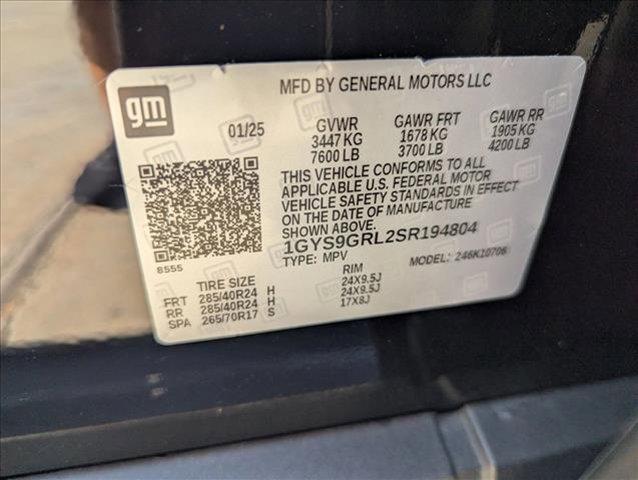 gm
MFD BY GENERAL MOTORS LLC
01/25 GVWR GAWR FRT GAWR RR
3447 KG 1678 KG 1905 KG
7600 LB 3700 LB 4200 LB
THIS VEHICLE CONFORMS TO ALL
APPLICABLE U.S. FEDERAL MOTOR
VEHICLE SAFETY STANDARDS IN EFFECT
ON THE DATE OF MANUFACTURE
1GYS9GRL2SR194804
8555 TYPE: MPV MODEL: 246K10706
TIRE SIZE RIM
FRT 285/40R24 H 24X9.5J
RR 285/40R24 H 24X9.5J
SPA 265/70R17 S 17X8J